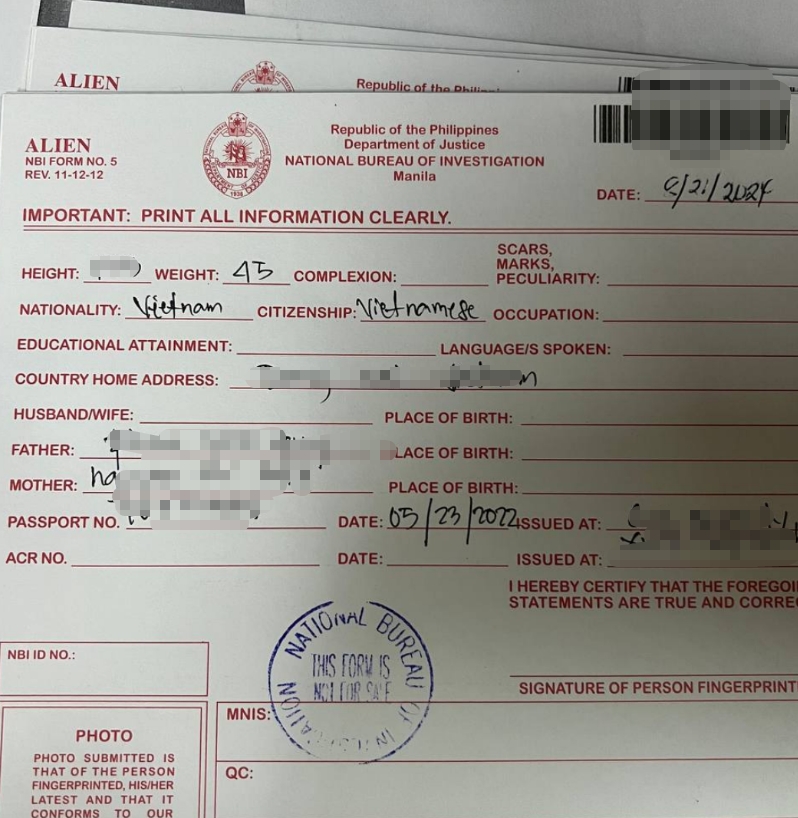 ALIEN
Republic of the Philippin
ALIEN
NBI FORM NO. 5
REV. 11-12-12
NBI
Republic of the Philippines
Department of Justice
NATIONAL BUREAU OF INVESTIGATION
Manila
DATE: /21/2024
IMPORTANT: PRINT ALL INFORMATION CLEARLY.
HEIGHT: WEIGHT: 45 COMPLEXION: SCARS, MARKS, PECULIARITY:
NATIONALITY: Vietnam CITIZENSHIP: Vietnamese OCCUPATION:
EDUCATIONAL ATTAINMENT: LANGUAGE/S SPOKEN:
COUNTRY HOME ADDRESS:
HUSBAND/WIFE: PLACE OF BIRTH:
FATHER: PLACE OF BIRTH:
MOTHER: PLACE OF BIRTH:
PASSPORT NO. DATE: 05/23/2022 ISSUED AT:
ACR NO. DATE: ISSUED AT:
I HEREBY CERTIFY THAT THE FOREGOI
STATEMENTS ARE TRUE AND CORREC
SIGNATURE OF PERSON FINGERPRINT
NBI ID NO.:
NATIONAL BUREAU OF INVESTIGATION
THIS FORM IS
NOT FOR SALE
MNIS:
QC:
PHOTO
PHOTO SUBMITTED IS
THAT OF THE PERSON
FINGERPRINTED, HIS/HER
LATEST AND THAT IT
CONFORMS TO OUR